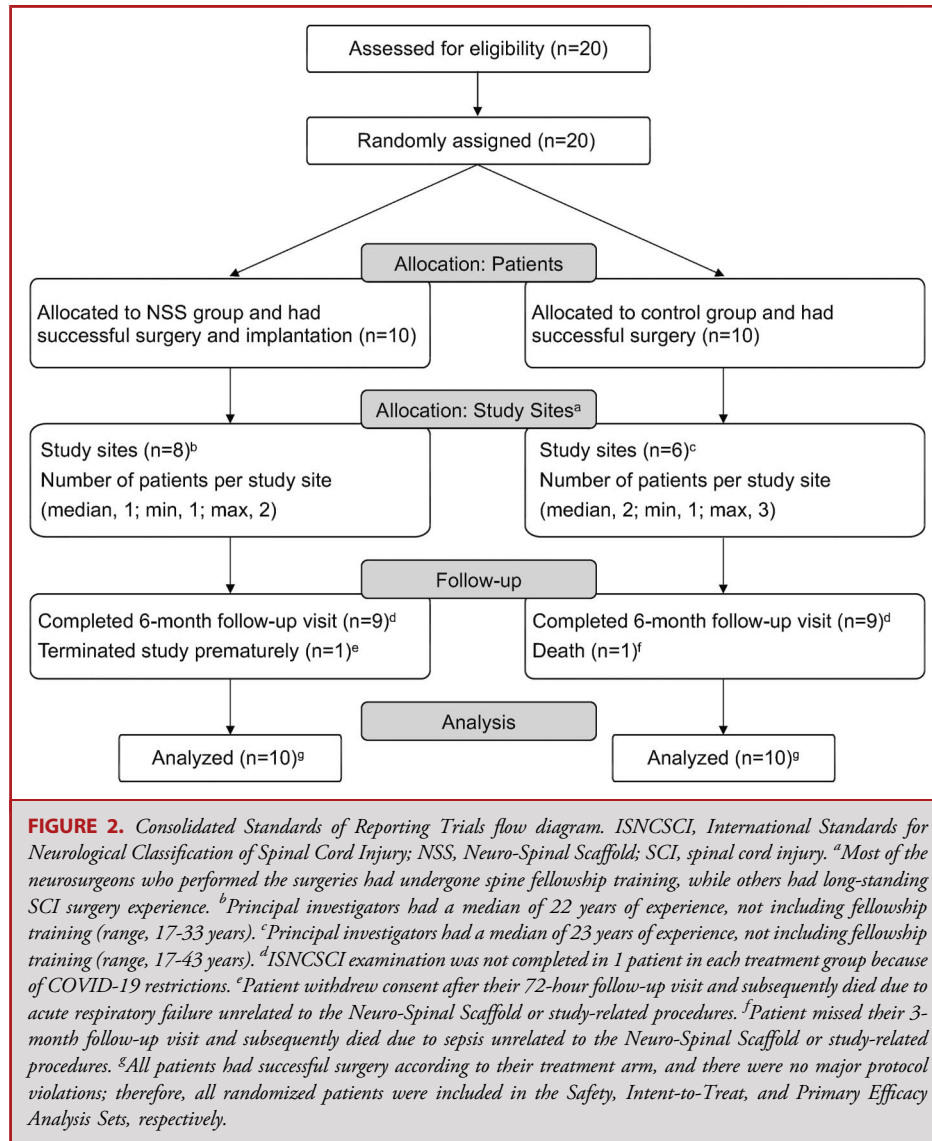 Assessed for eligibility (n=20)
Randomly assigned (n=20)
Allocation: Patients
Allocated to NSS group and had
successful surgery and implantation (n=10)
Allocated to control group and had
successful surgery (n=10)
Allocation: Study Sitesᵃ
Study sites (n=8)ᵇ
Number of patients per study site
(median, 1; min, 1; max, 2)
Study sites (n=6)ᶜ
Number of patients per study site
(median, 2; min, 1; max, 3)
Follow-up
Completed 6-month follow-up visit (n=9)ᵈ
Terminated study prematurely (n=1)ᵉ
Completed 6-month follow-up visit (n=9)ᵈ
Death (n=1)ᶠ
Analysis
Analyzed (n=10)ᵍ
Analyzed (n=10)ᵍ
FIGURE 2. Consolidated Standards of Reporting Trials flow diagram. ISNCSCI, International Standards for
Neurological Classification of Spinal Cord Injury; NSS, Neuro-Spinal Scaffold; SCI, spinal cord injury. ᵃMost of the
neurosurgeons who performed the surgeries had undergone spine fellowship training, while others had long-standing
SCI surgery experience. ᵇPrincipal investigators had a median of 22 years of experience, not including fellowship
training (range, 17-33 years). ᶜPrincipal investigators had a median of 23 years of experience, not including fellowship
training (range, 17-43 years). ᵈISNCSCI examination was not completed in 1 patient in each treatment group because
of COVID-19 restrictions. ᵉPatient withdrew consent after their 72-hour follow-up visit and subsequently died due to
acute respiratory failure unrelated to the Neuro-Spinal Scaffold or study-related procedures. ᶠPatient missed their 3-
month follow-up visit and subsequently died due to sepsis unrelated to the Neuro-Spinal Scaffold or study-related
procedures. ᵍAll patients had successful surgery according to their treatment arm, and there were no major protocol
violations; therefore, all randomized patients were included in the Safety, Intent-to-Treat, and Primary Efficacy
Analysis Sets, respectively.